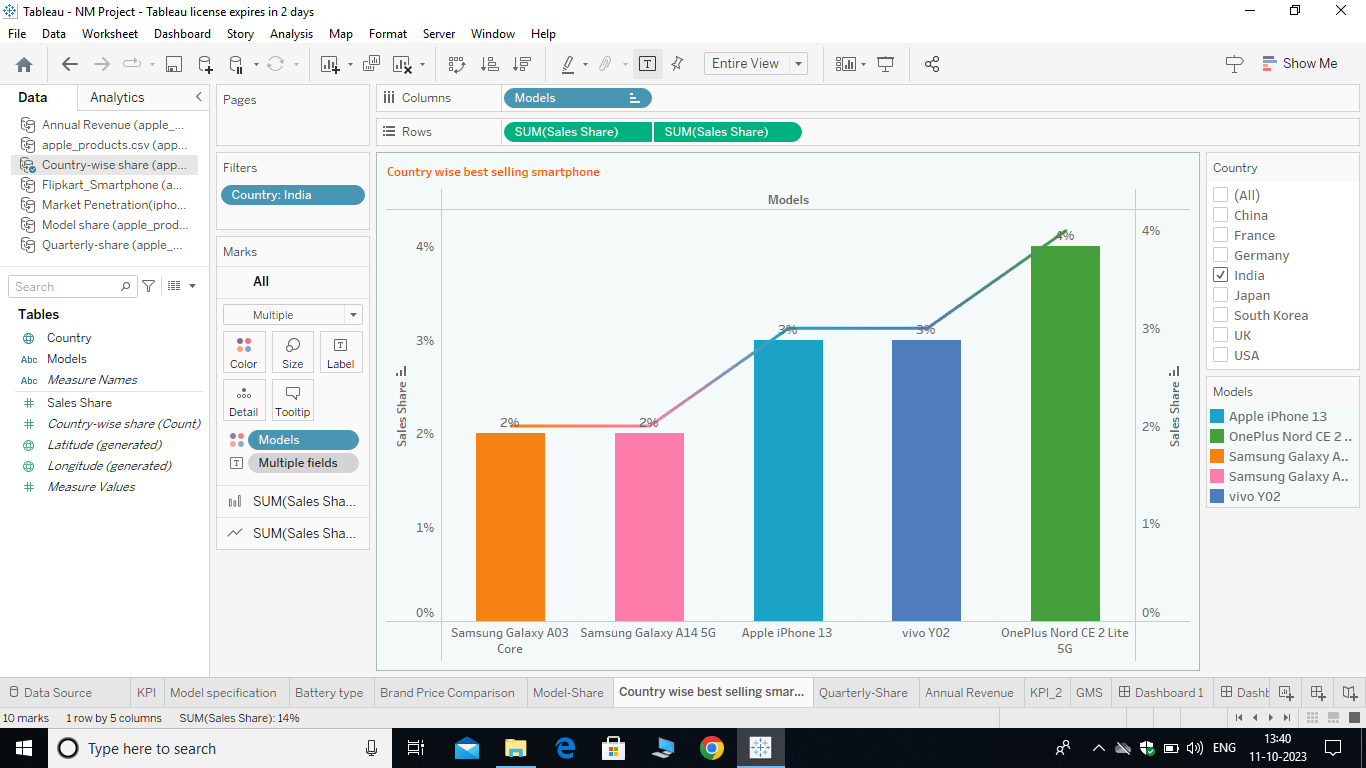 Tableau - NM Project - Tableau license expires in 2 days
File Data Worksheet Dashboard Story Analysis Map Format Server Window Help
Entire View
Show Me
Data Analytics
Annual Revenue (apple_...
apple_products.csv (app...
Country-wise share (app...
Flipkart_Smartphone (a...
Market Penetration(ipho...
Model share (apple_prod...
Quarterly-share (apple_...
Search
Tables
Country
Abc Models
Abc Measure Names
Sales Share
Country-wise share (Count)
Latitude (generated)
Longitude (generated)
Measure Values
Pages
Filters
Country: India
Marks
All
Multiple
Color Size Label
Detail Tooltip
Models
Multiple fields
SUM(Sales Sha...
SUM(Sales Sha...
Columns Models
Rows SUM(Sales Share) SUM(Sales Share)
Country wise best selling smartphone
Models
Sales Share
4%
3%
2%
1%
0%
2% 2% 3% 3% 4%
4%
3%
2%
1%
0%
Sales Share
Samsung Galaxy A03 Core
Samsung Galaxy A14 5G
Apple iPhone 13
vivo Y02
OnePlus Nord CE 2 Lite 5G
Country
(All)
China
France
Germany
India
Japan
South Korea
UK
USA
Models
Apple iPhone 13
OnePlus Nord CE 2 ..
Samsung Galaxy A..
Samsung Galaxy A..
vivo Y02
Data Source KPI Model specification Battery type Brand Price Comparison Model-Share Country wise best selling smar... Quarterly-Share Annual Revenue KPI_2 GMS Dashboard 1 Dashb
10 marks 1 row by 5 columns SUM(Sales Share): 14%
Type here to search
ENG
13:40
11-10-2023